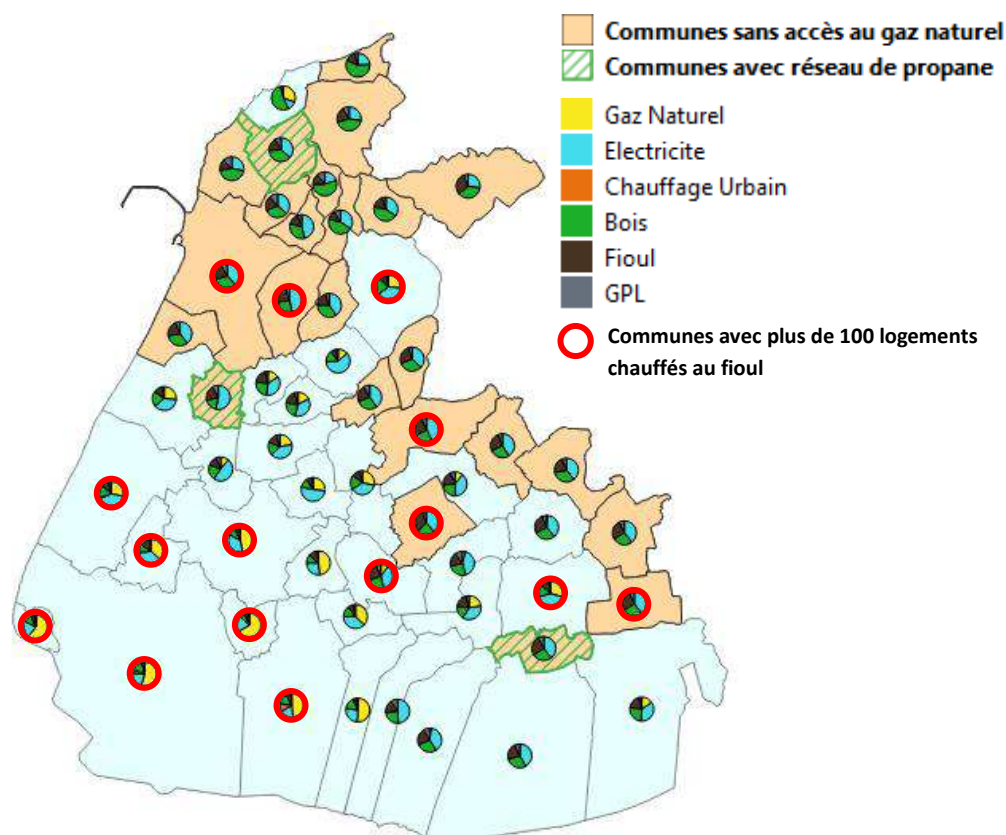 Communes sans accès au gaz naturel
Communes avec réseau de propane
Gaz Naturel
Electricite
Chauffage Urbain
Bois
Fioul
GPL
Communes avec plus de 100 logements
chauffés au fioul